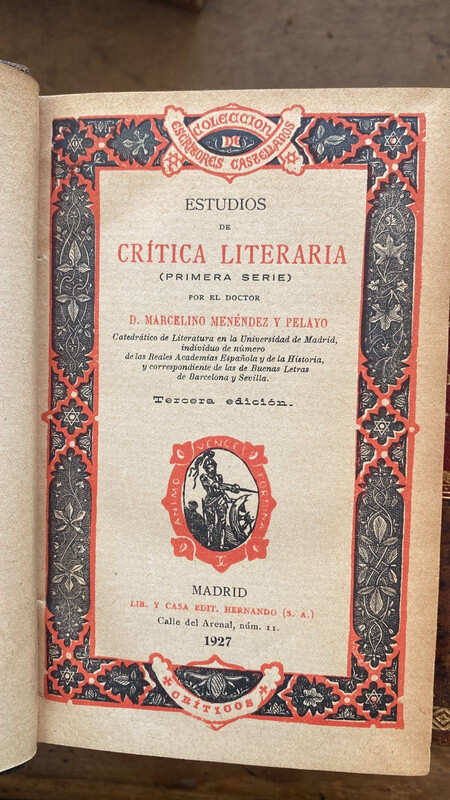 COLECCION
DE
ESCRITORES CASTELLANOS
ESTUDIOS
DE
CRÍTICA LITERARIA
(PRIMERA SERIE)
POR EL DOCTOR
D. MARCELINO MENÉNDEZ Y PELAYO
Catedrático de Literatura en la Universidad de Madrid,
individuo de número
de las Reales Academias Española y de la Historia,
y correspondiente de las de Buenas Letras
de Barcelona y Sevilla.
Tercera edición.
ANIMO VENCE FORTUNA
MADRID
LIB. Y CASA EDIT. HERNANDO (S. A.)
Calle del Arenal, núm. 11.
1927
CRÍTICOS